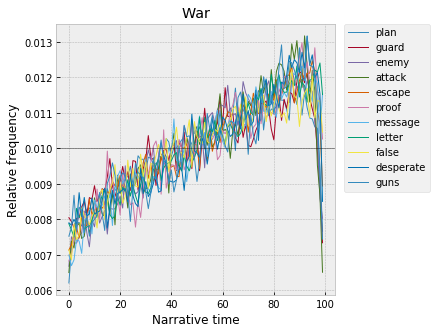 War
0.013
0.012
0.011
0.010
0.009
0.008
0.007
0.006
Relative frequency
0
20
40
60
80
100
Narrative time
plan
guard
enemy
attack
escape
proof
message
letter
false
desperate
guns